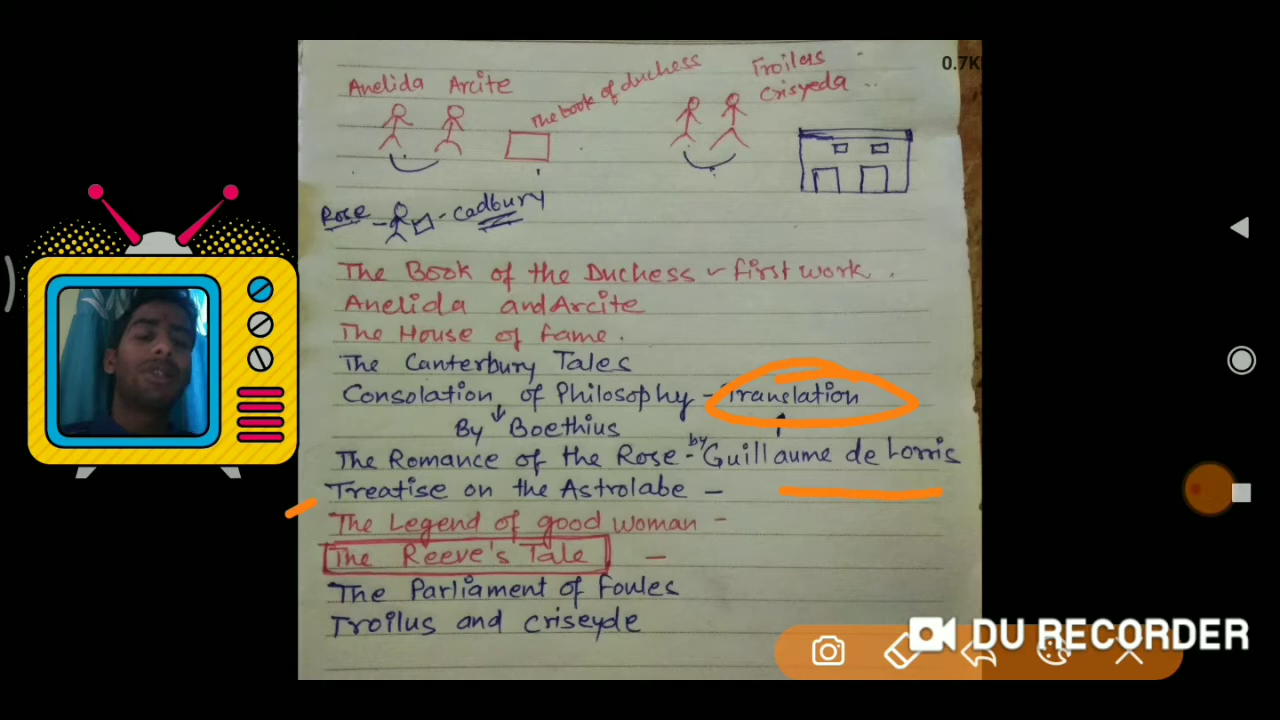 0.7K
Anelida Arcite
The book of duchess
Troilers
Crisyeda
Rose - - Cadbury
The Book of the Duchess - first work.
Anelida and Arcite
The House of fame.
The Canterbury Tales
Consolation of Philosophy - Translation
By Boethius
The Romance of the Rose - by Guillaume de Lorris
Treatise on the Astrolabe -
The Legend of good woman -
The Reeve's Tale -
The Parliament of Foules
Troilus and criseyde
DU RECORDER